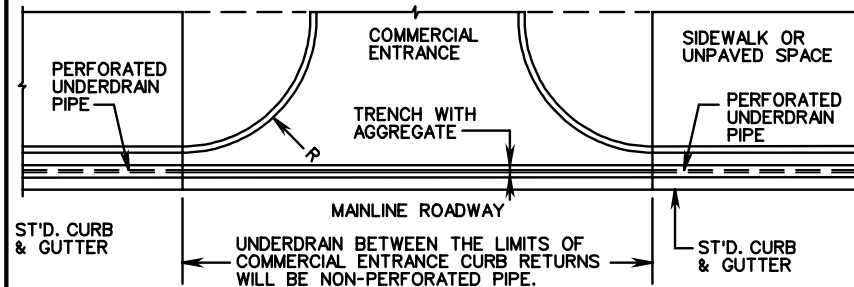 COMMERCIAL
ENTRANCE
SIDEWALK OR
UNPAVED SPACE
PERFORATED
UNDERDRAIN
PIPE
TRENCH WITH
AGGREGATE
PERFORATED
UNDERDRAIN
PIPE
R
MAINLINE ROADWAY
ST'D. CURB
& GUTTER
UNDERDRAIN BETWEEN THE LIMITS OF
COMMERCIAL ENTRANCE CURB RETURNS
WILL BE NON-PERFORATED PIPE.
ST'D. CURB
& GUTTER